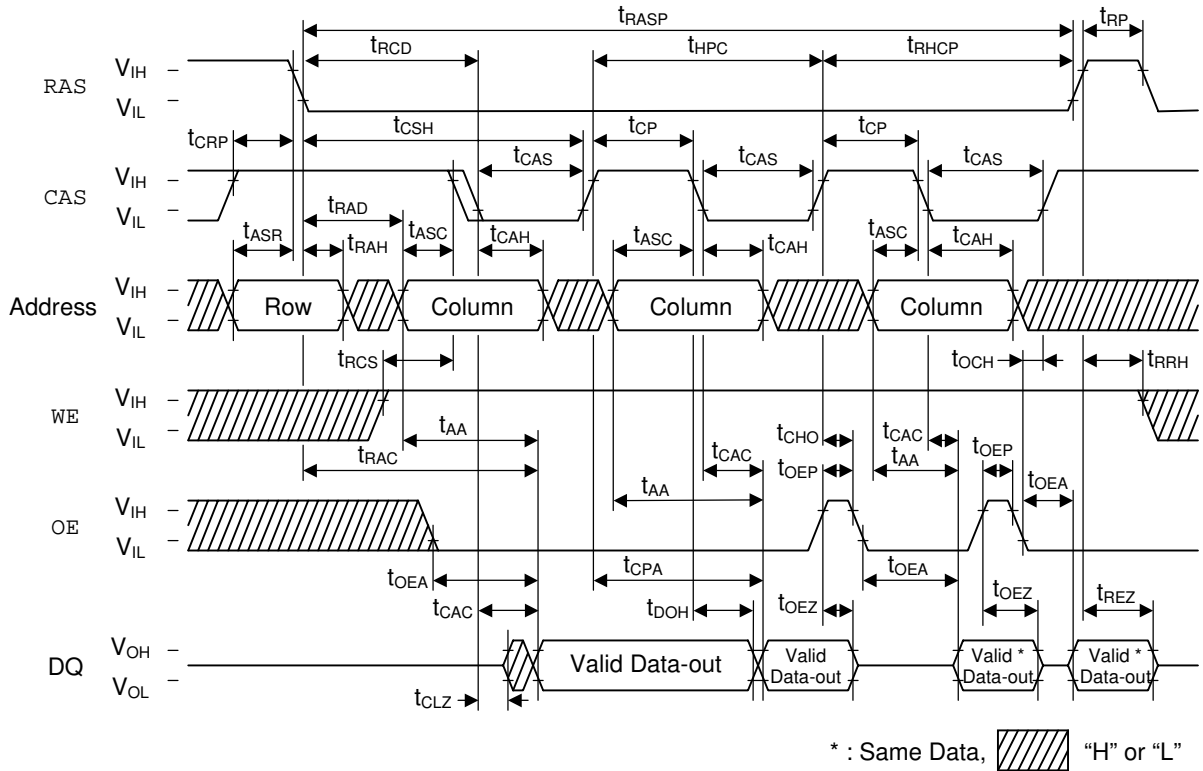 tRASP
tRP
tRCD
tHPC
tRHCP
RAS
VIH
VIL
tCRP
tCSH
tCP
tCP
tCAS
tCAS
tCAS
CAS
VIH
VIL
tRAD
tASR
tRAH
tASC
tCAH
tASC
tCAH
tASC
tCAH
Address
VIH
VIL
Row
Column
Column
Column
tRCS
tOCH
tRRH
WE
VIH
VIL
tAA
tCHO
tCAC
tRAC
tCAC
tOEP
tAA
tOEP
tAA
tOEA
OE
VIH
VIL
tOEA
tCPA
tOEA
tCAC
tDOH
tOEZ
tOEZ
tREZ
DQ
VOH
VOL
Valid Data-out
Valid
Data-out
Valid *
Data-out
Valid *
Data-out
tCLZ
* : Same Data, “H” or “L”